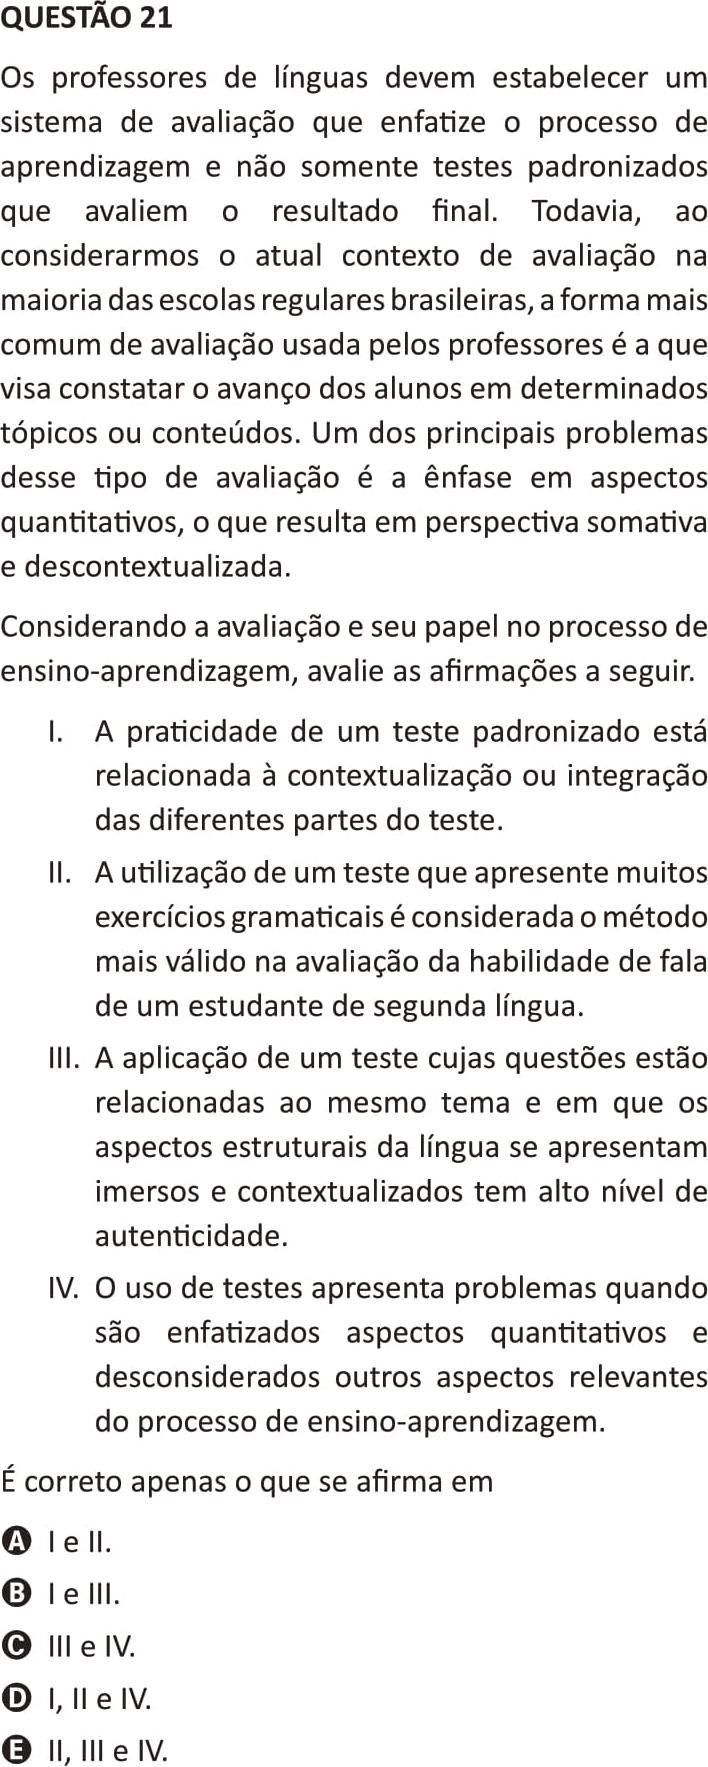 QUESTÃO 21
Os professores de línguas devem estabelecer um
sistema de avaliação que enfatize o processo de
aprendizagem e não somente testes padronizados
que avaliem o resultado final. Todavia, ao
considerarmos o atual contexto de avaliação na
maioria das escolas regulares brasileiras, a forma mais
comum de avaliação usada pelos professores é a que
visa constatar o avanço dos alunos em determinados
tópicos ou conteúdos. Um dos principais problemas
desse tipo de avaliação é a ênfase em aspectos
quantitativos, o que resulta em perspectiva somativa
e descontextualizada.
Considerando a avaliação e seu papel no processo de
ensino-aprendizagem, avalie as afirmações a seguir.
I. A praticidade de um teste padronizado está
relacionada à contextualização ou integração
das diferentes partes do teste.
II. A utilização de um teste que apresente muitos
exercícios gramaticais é considerada o método
mais válido na avaliação da habilidade de fala
de um estudante de segunda língua.
III. A aplicação de um teste cujas questões estão
relacionadas ao mesmo tema e em que os
aspectos estruturais da língua se apresentam
imersos e contextualizados tem alto nível de
autenticidade.
IV. O uso de testes apresenta problemas quando
são enfatizados aspectos quantitativos e
desconsiderados outros aspectos relevantes
do processo de ensino-aprendizagem.
É correto apenas o que se afirma em
A I e II.
B I e III.
C III e IV.
D I, II e IV.
E II, III e IV.